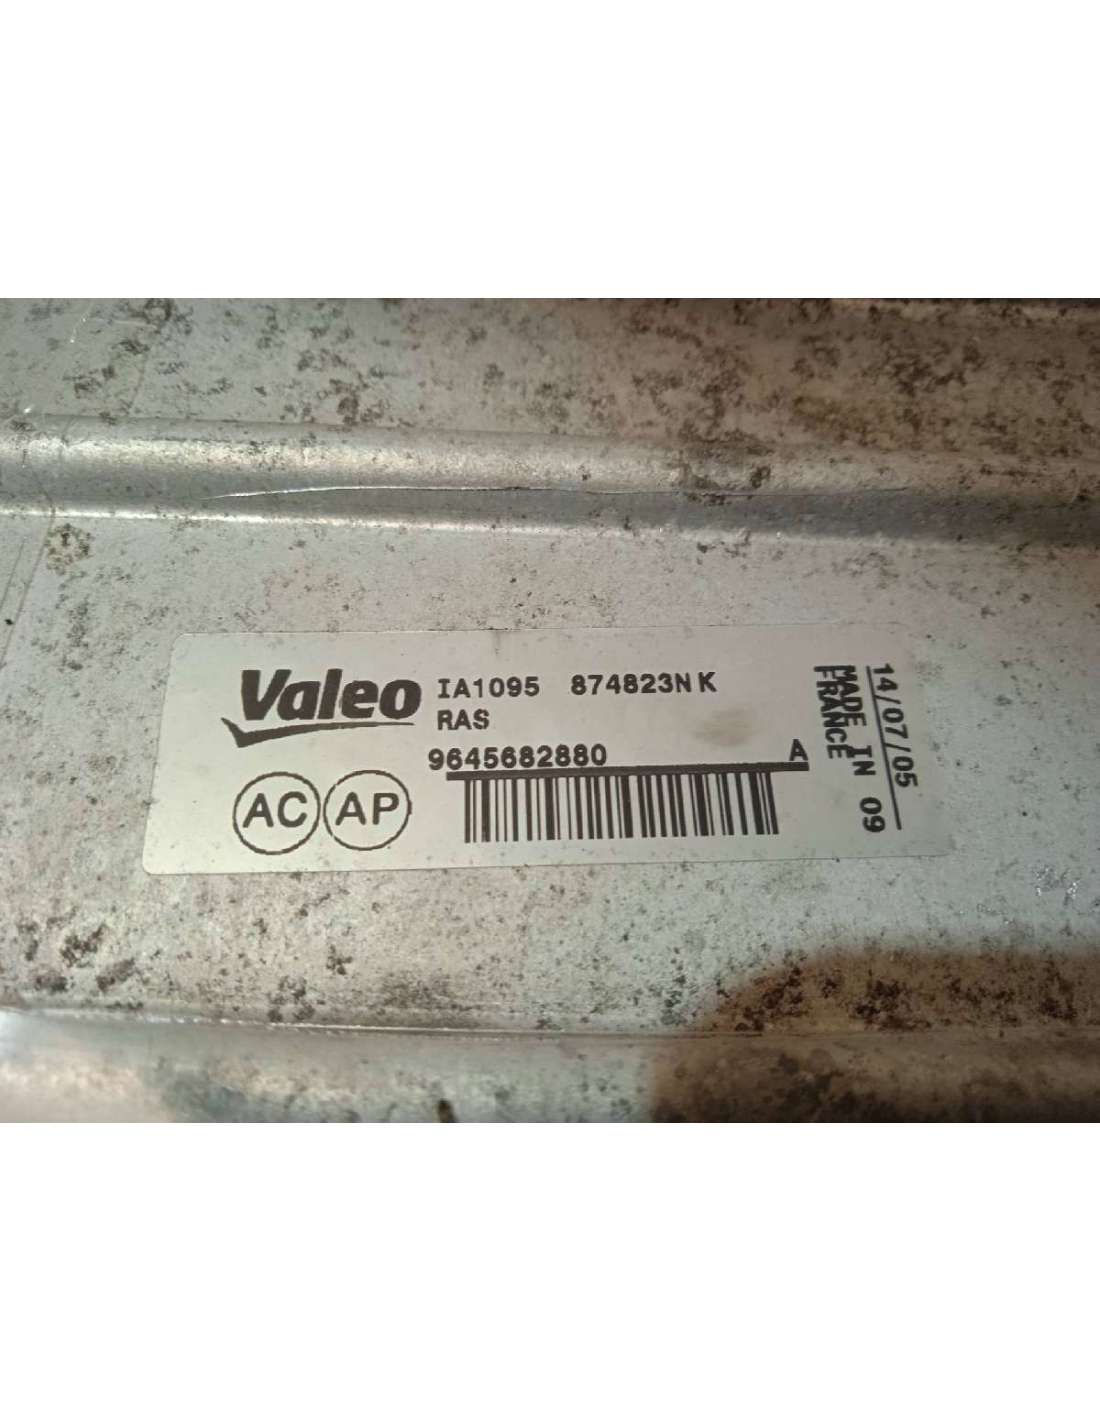 Valeo IA1095 874823N K
RAS
9645682880 A
AC AP
14/07/05
MADE IN 09
FRANCE